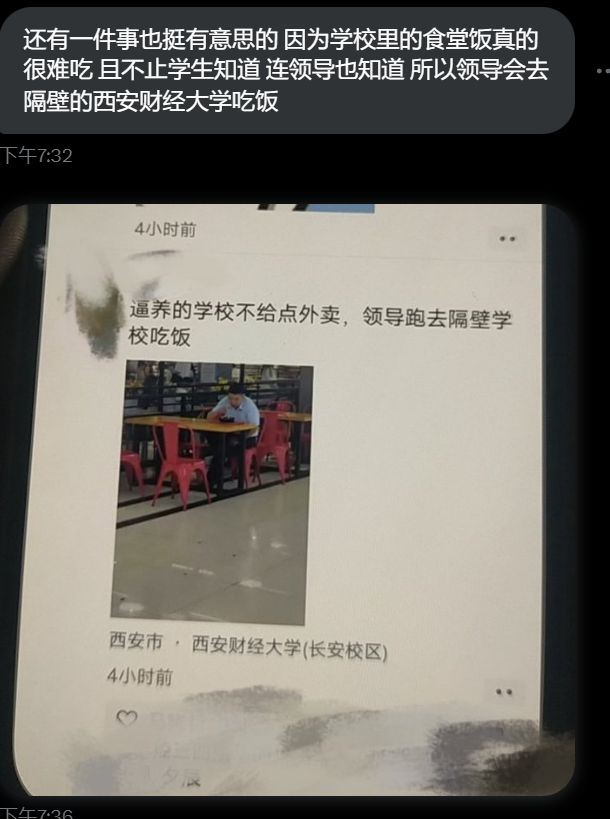 还有一件事也挺有意思的 因为学校里的食堂饭真的
很难吃 且不止学生知道 连领导也知道 所以领导会去
隔壁的西安财经大学吃饭
下午7:32
4小时前
逼养的学校不给点外卖，领导跑去隔壁学
校吃饭
西安市 · 西安财经大学(长安校区)
4小时前
下午7:36